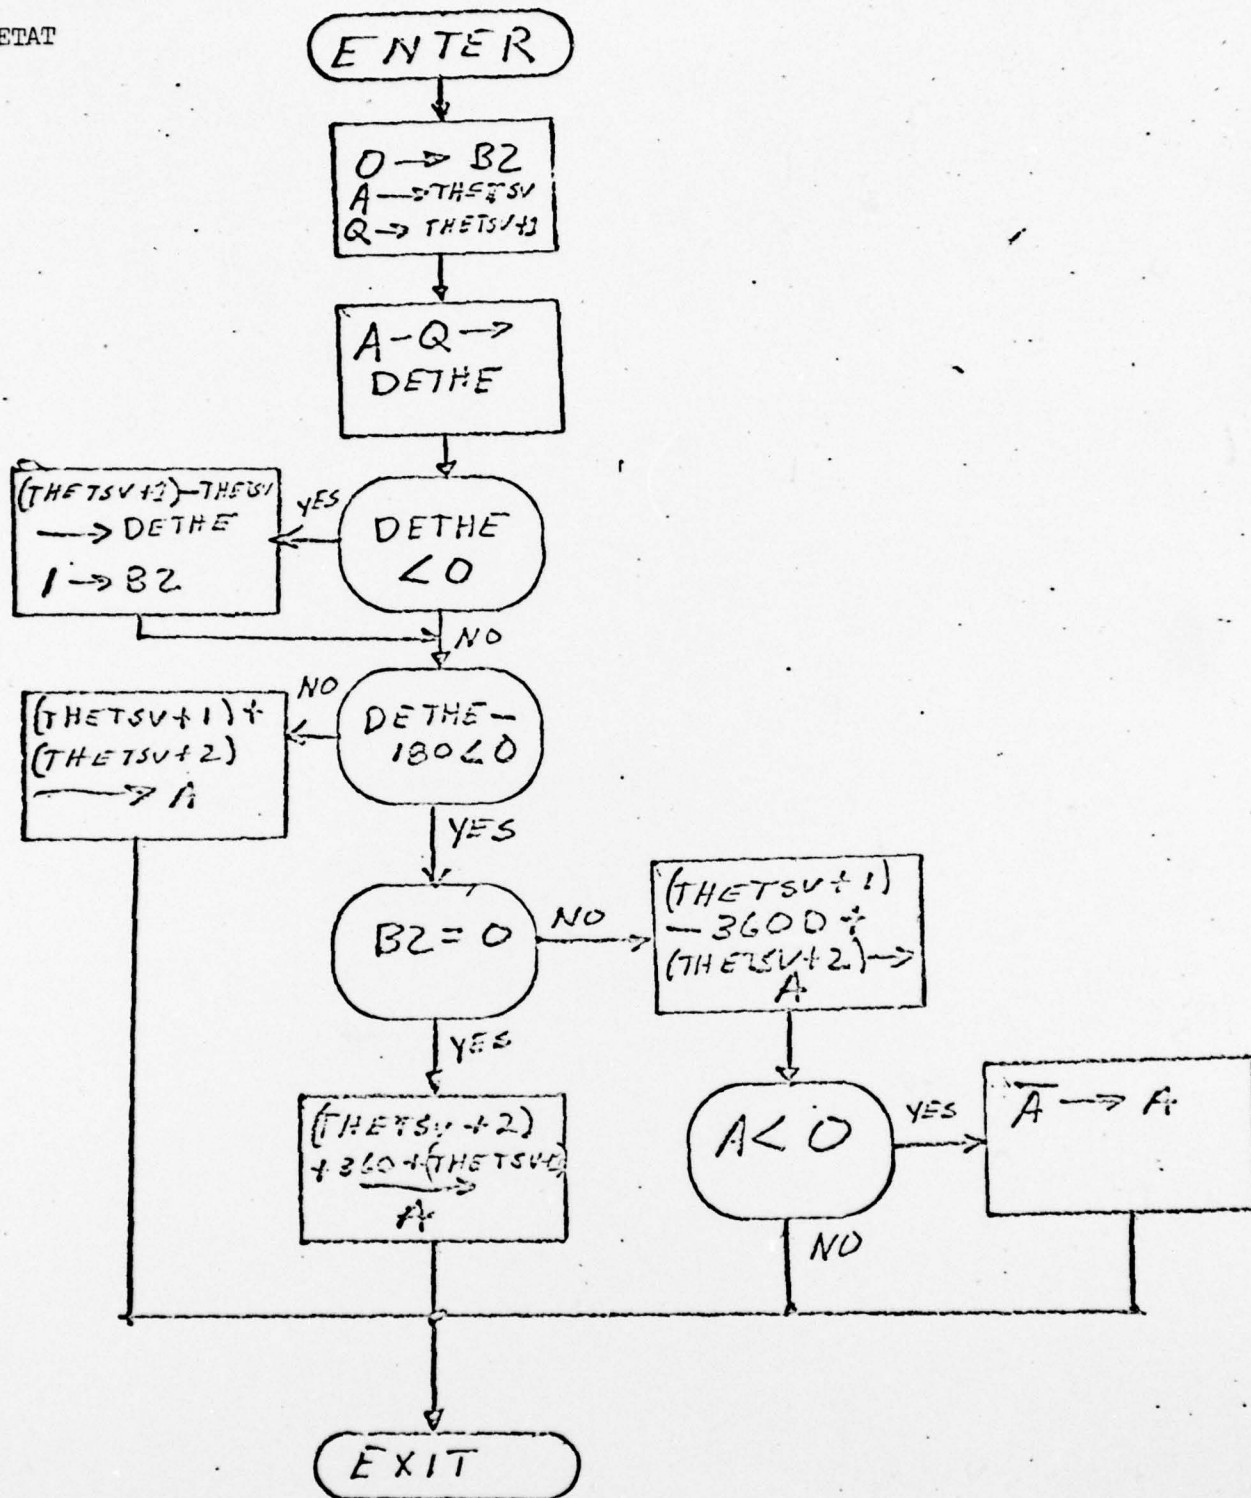 ETAT
ENTER
0 → B2
A → THETSV
Q → THETSV+1
A-Q →
DETHE
(THETSV+1)-THETSV
→ DETHE
1 → B2
YES
DETHE
<0
NO
(THETSV+1)+
(THETSV+2)
→ A
NO
DETHE-
180<0
YES
B2=0
NO
(THETSV+1)
-3600+
(THETSV+2)→
A
YES
(THETSV+2)
+360+(THETSV+1)
→
A
A<0
YES
A̅ → A
NO
EXIT